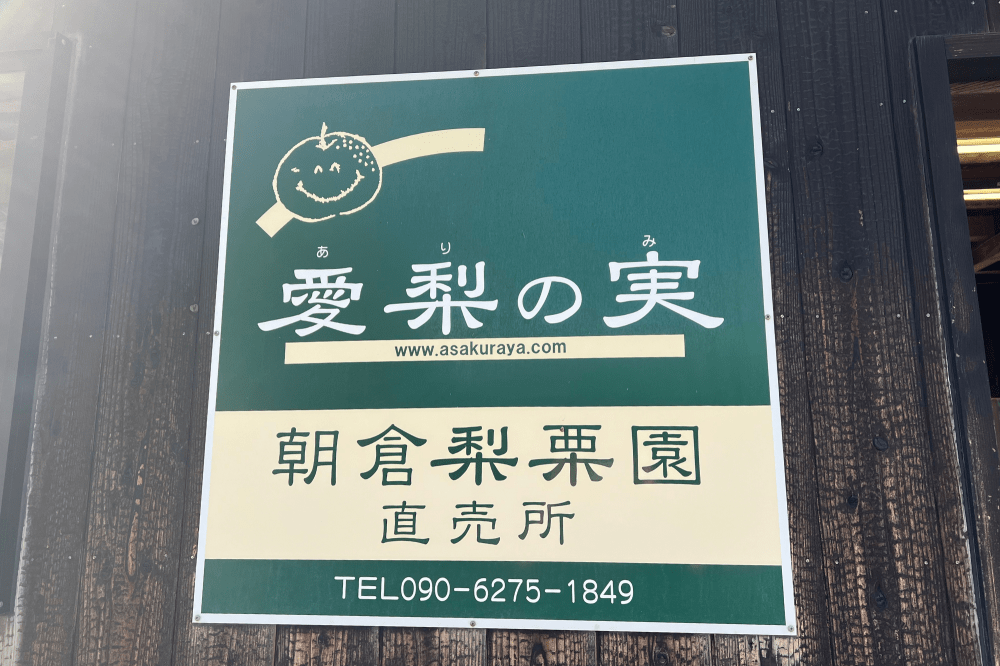 あ り み
愛梨の実
www.asakuraya.com
朝倉梨栗園
直売所
TEL090-6275-1849